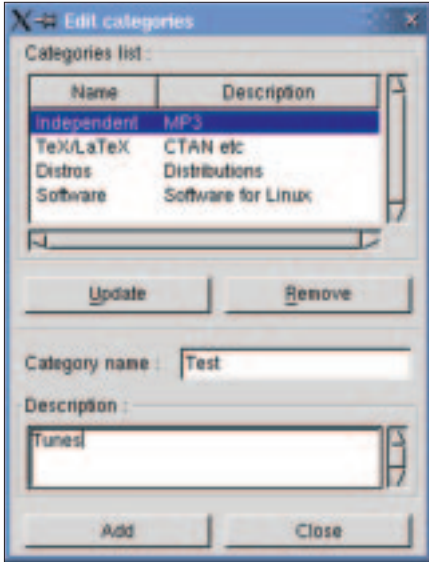 Edit categories
Categories list :
Name Description
Independent MP3
TeX/LaTeX CTAN etc
Distros Distributions
Software Software for Linux
Update Remove
Category name : Test
Description :
Tunes
Add Close